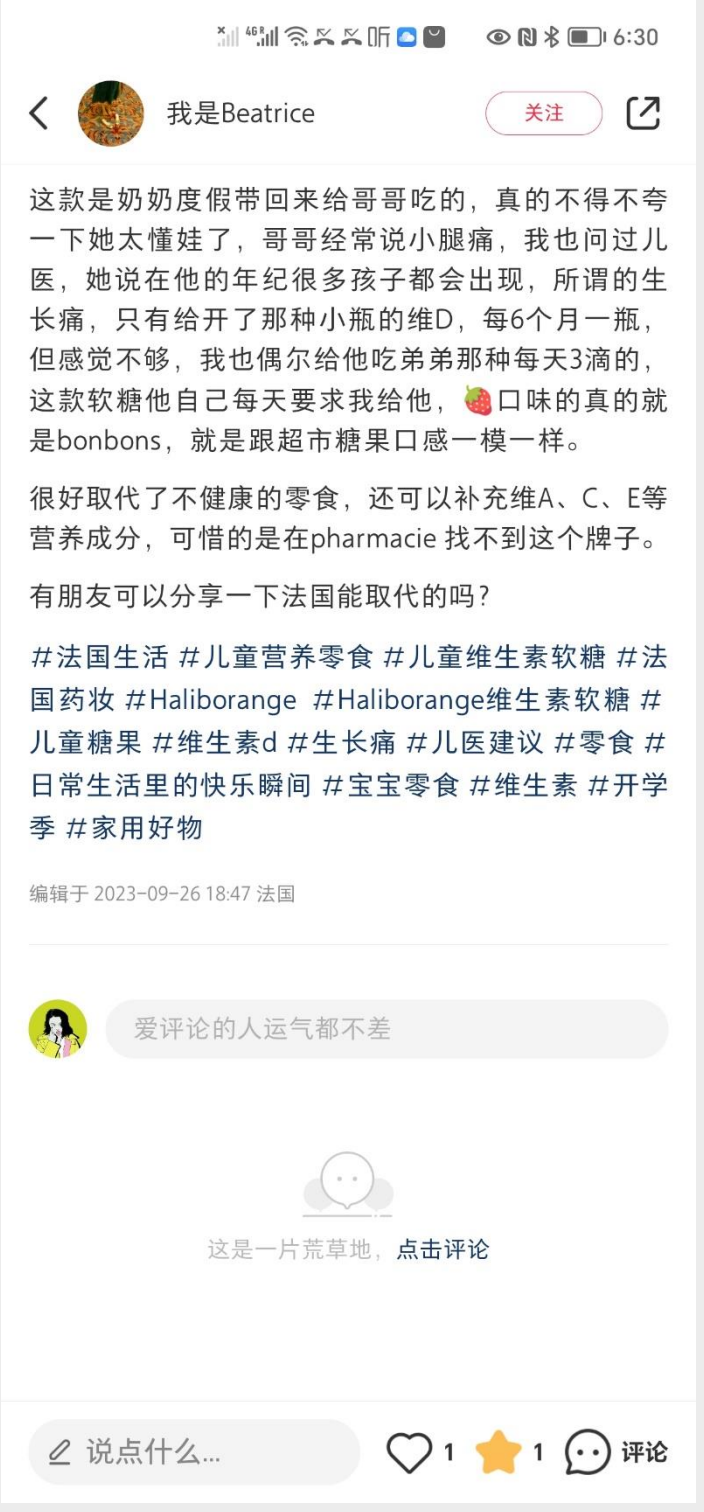 46R 听 6:30
我是Beatrice 关注
这款是奶奶度假带回来给哥哥吃的，真的不得不夸
一下她太懂娃了，哥哥经常说小腿痛，我也问过儿
医，她说在他的年纪很多孩子都会出现，所谓的生
长痛，只有给开了那种小瓶的维D，每6个月一瓶，
但感觉不够，我也偶尔给他吃弟弟那种每天3滴的，
这款软糖他自己每天要求我给他，🍓口味的真的就
是bonbons，就是跟超市糖果口感一模一样。
很好取代了不健康的零食，还可以补充维A、C、E等
营养成分，可惜的是在pharmacie 找不到这个牌子。
有朋友可以分享一下法国能取代的吗？
#法国生活 #儿童营养零食 #儿童维生素软糖 #法
国药妆 #Haliborange #Haliborange维生素软糖 #
儿童糖果 #维生素d #生长痛 #儿医建议 #零食 #
日常生活里的快乐瞬间 #宝宝零食 #维生素 #开学
季 #家用好物
编辑于 2023-09-26 18:47 法国
爱评论的人运气都不差
这是一片荒草地，点击评论
说点什么... 1 1 评论